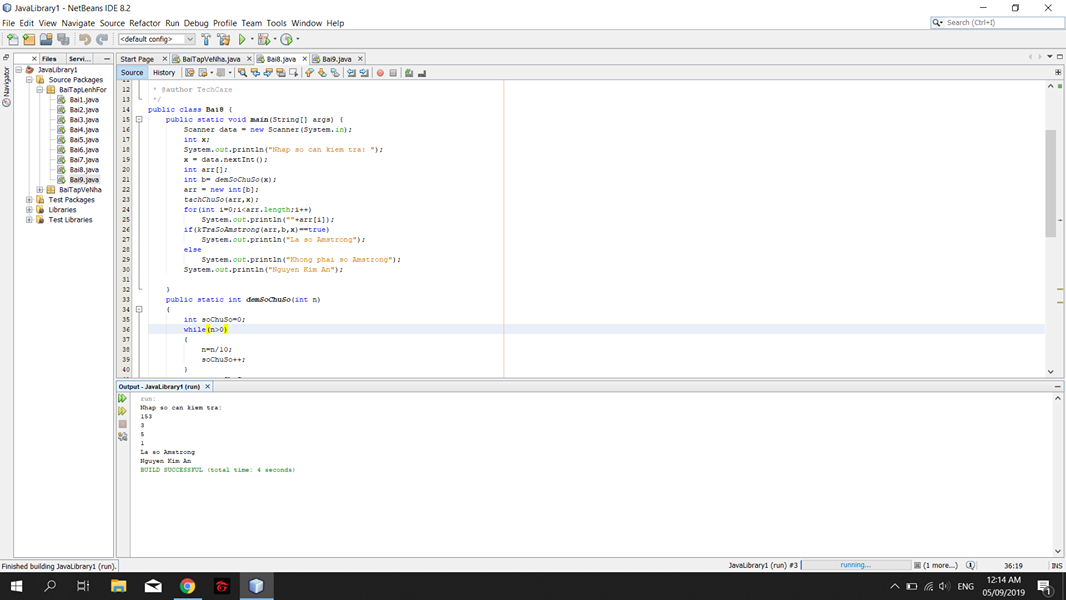 JavaLibrary1 - NetBeans IDE 8.2
File Edit View Navigate Source Refactor Run Debug Profile Team Tools Window Help
Search (Ctrl+I)
<default config>
Files Servi...
Start Page BaiTapVeNha.java Bai8.java Bai9.java
Navigator
Source History
JavaLibrary1
Source Packages
BaiTapLenhFor
Bai1.java
Bai2.java
Bai3.java
Bai4.java
Bai5.java
Bai6.java
Bai7.java
Bai8.java
Bai9.java
BaiTapVeNha
Test Packages
Libraries
Test Libraries
12 * @author TechCare
13 */
14 public class Bai8 {
15 public static void main(String[] args) {
16 Scanner data = new Scanner(System.in);
17 int x;
18 System.out.println("Nhap so can kiem tra: ");
19 x = data.nextInt();
20 int arr[];
21 int b= demSoChuSo(x);
22 arr = new int[b];
23 tachChuSo(arr,x);
24 for(int i=0;i<arr.length;i++)
25 System.out.println(""+arr[i]);
26 if(kTraSoAmstrong(arr,b,x)==true)
27 System.out.println("La so Amstrong");
28 else
29 System.out.println("Khong phai so Amstrong");
30 System.out.println("Nguyen Kim An");
31
32 }
33 public static int demSoChuSo(int n)
34 {
35 int soChuSo=0;
36 while(n>0)
37 {
38 n=n/10;
39 soChuSo++;
40 }
Output - JavaLibrary1 (run)
run:
Nhap so can kiem tra:
153
3
5
1
La so Amstrong
Nguyen Kim An
BUILD SUCCESSFUL (total time: 4 seconds)
Finished building JavaLibrary1 (run).
JavaLibrary1 (run) #3 running... (1 more...) 36:19 INS
ENG
12:14 AM
05/09/2019
1